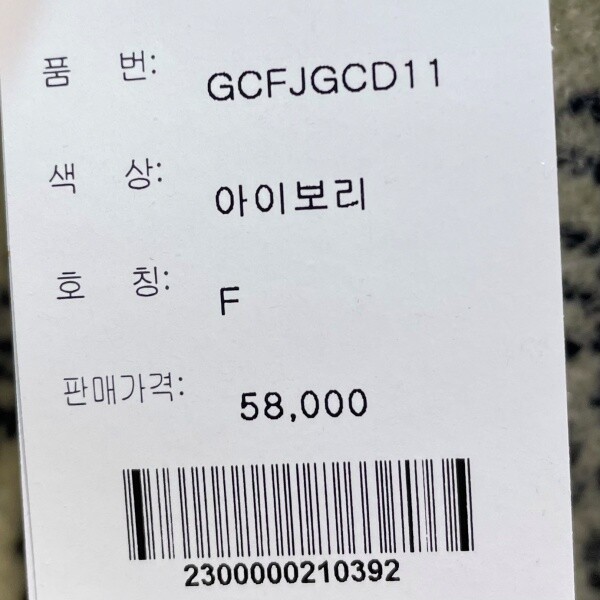 품 번: GCFJGCD11
색 상: 아이보리
호 칭: F
판매가격: 58,000
2300000210392